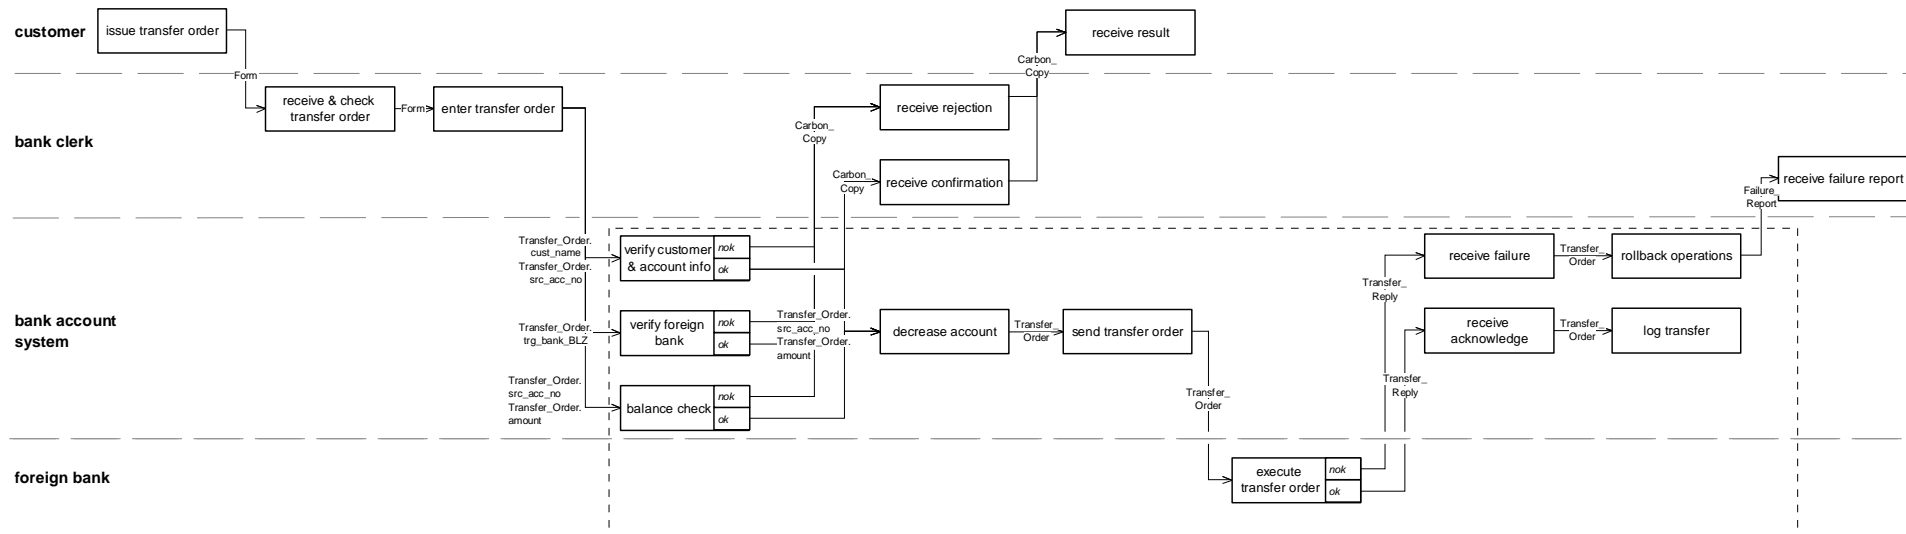 customer
issue transfer order
receive result
Form
Carbon_
Copy
receive & check
transfer order
Form
enter transfer order
receive rejection
Carbon_
Copy
bank clerk
Carbon_
Copy
receive confirmation
receive failure report
Failure_
Report
Transfer_Order.
cust_name
Transfer_Order.
src_acc_no
verify customer
& account info
nok
ok
receive failure
Transfer_
Order
rollback operations
Transfer_
Reply
bank account
system
Transfer_Order.
trg_bank_BLZ
verify foreign
bank
nok
ok
Transfer_Order.
src_acc_no
Transfer_Order.
amount
decrease account
Transfer_
Order
send transfer order
receive
acknowledge
Transfer_
Order
log transfer
Transfer_Order.
src_acc_no
Transfer_Order.
amount
balance check
nok
ok
Transfer_
Order
Transfer_
Reply
foreign bank
execute
transfer order
nok
ok